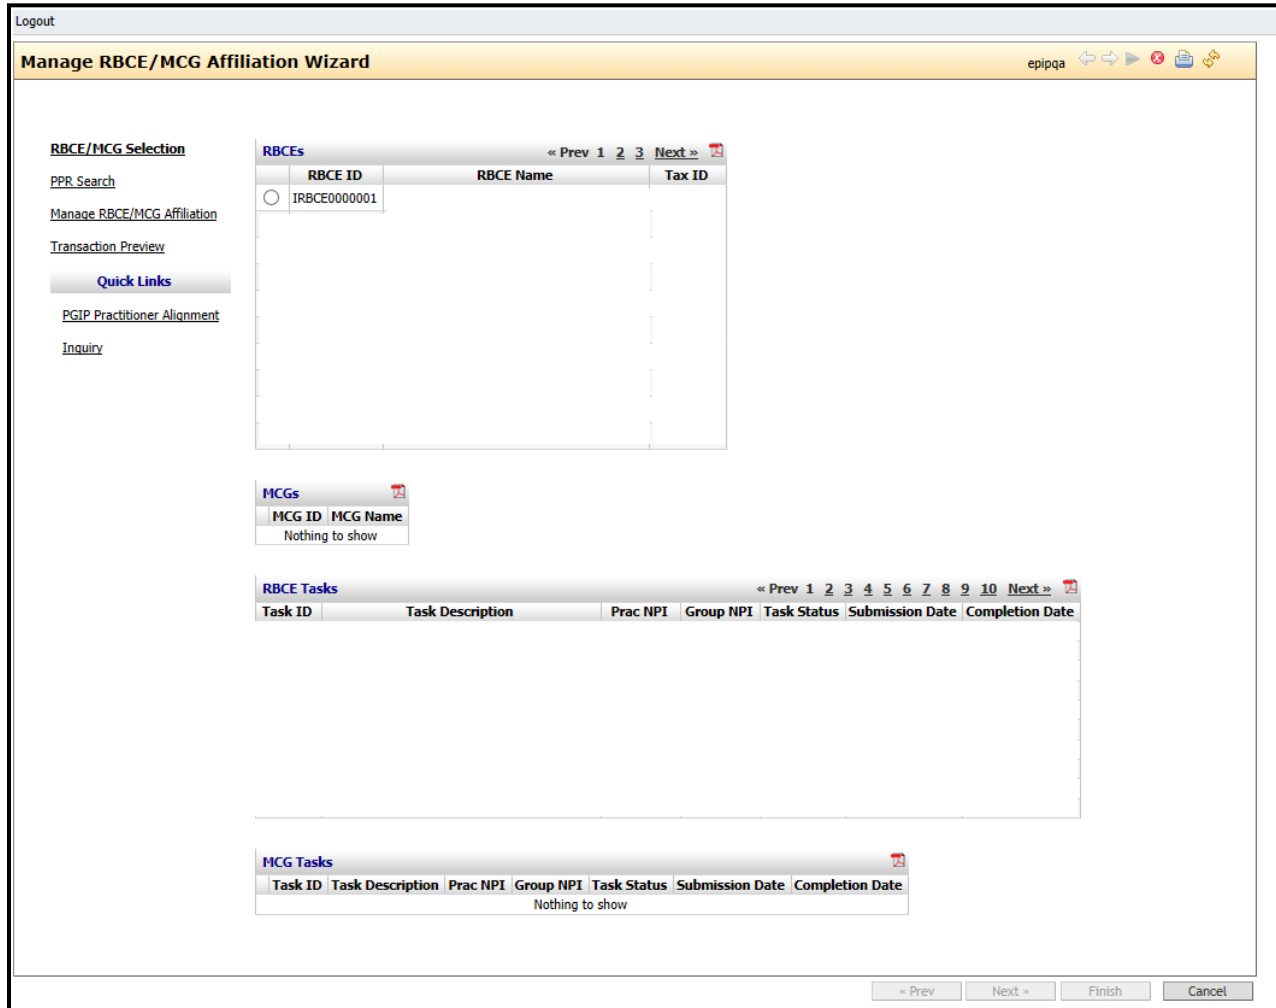 Logout
Manage RBCE/MCG Affiliation Wizard
epipqa
RBCE/MCG Selection
PPR Search
Manage RBCE/MCG Affiliation
Transaction Preview
Quick Links
PGIP Practitioner Alignment
Inquiry
RBCEs « Prev 1 2 3 Next »
RBCE ID RBCE Name Tax ID
IRBCE0000001
MCGs
MCG ID MCG Name
Nothing to show
RBCE Tasks « Prev 1 2 3 4 5 6 7 8 9 10 Next »
Task ID Task Description Prac NPI Group NPI Task Status Submission Date Completion Date
MCG Tasks
Task ID Task Description Prac NPI Group NPI Task Status Submission Date Completion Date
Nothing to show
« Prev Next » Finish Cancel